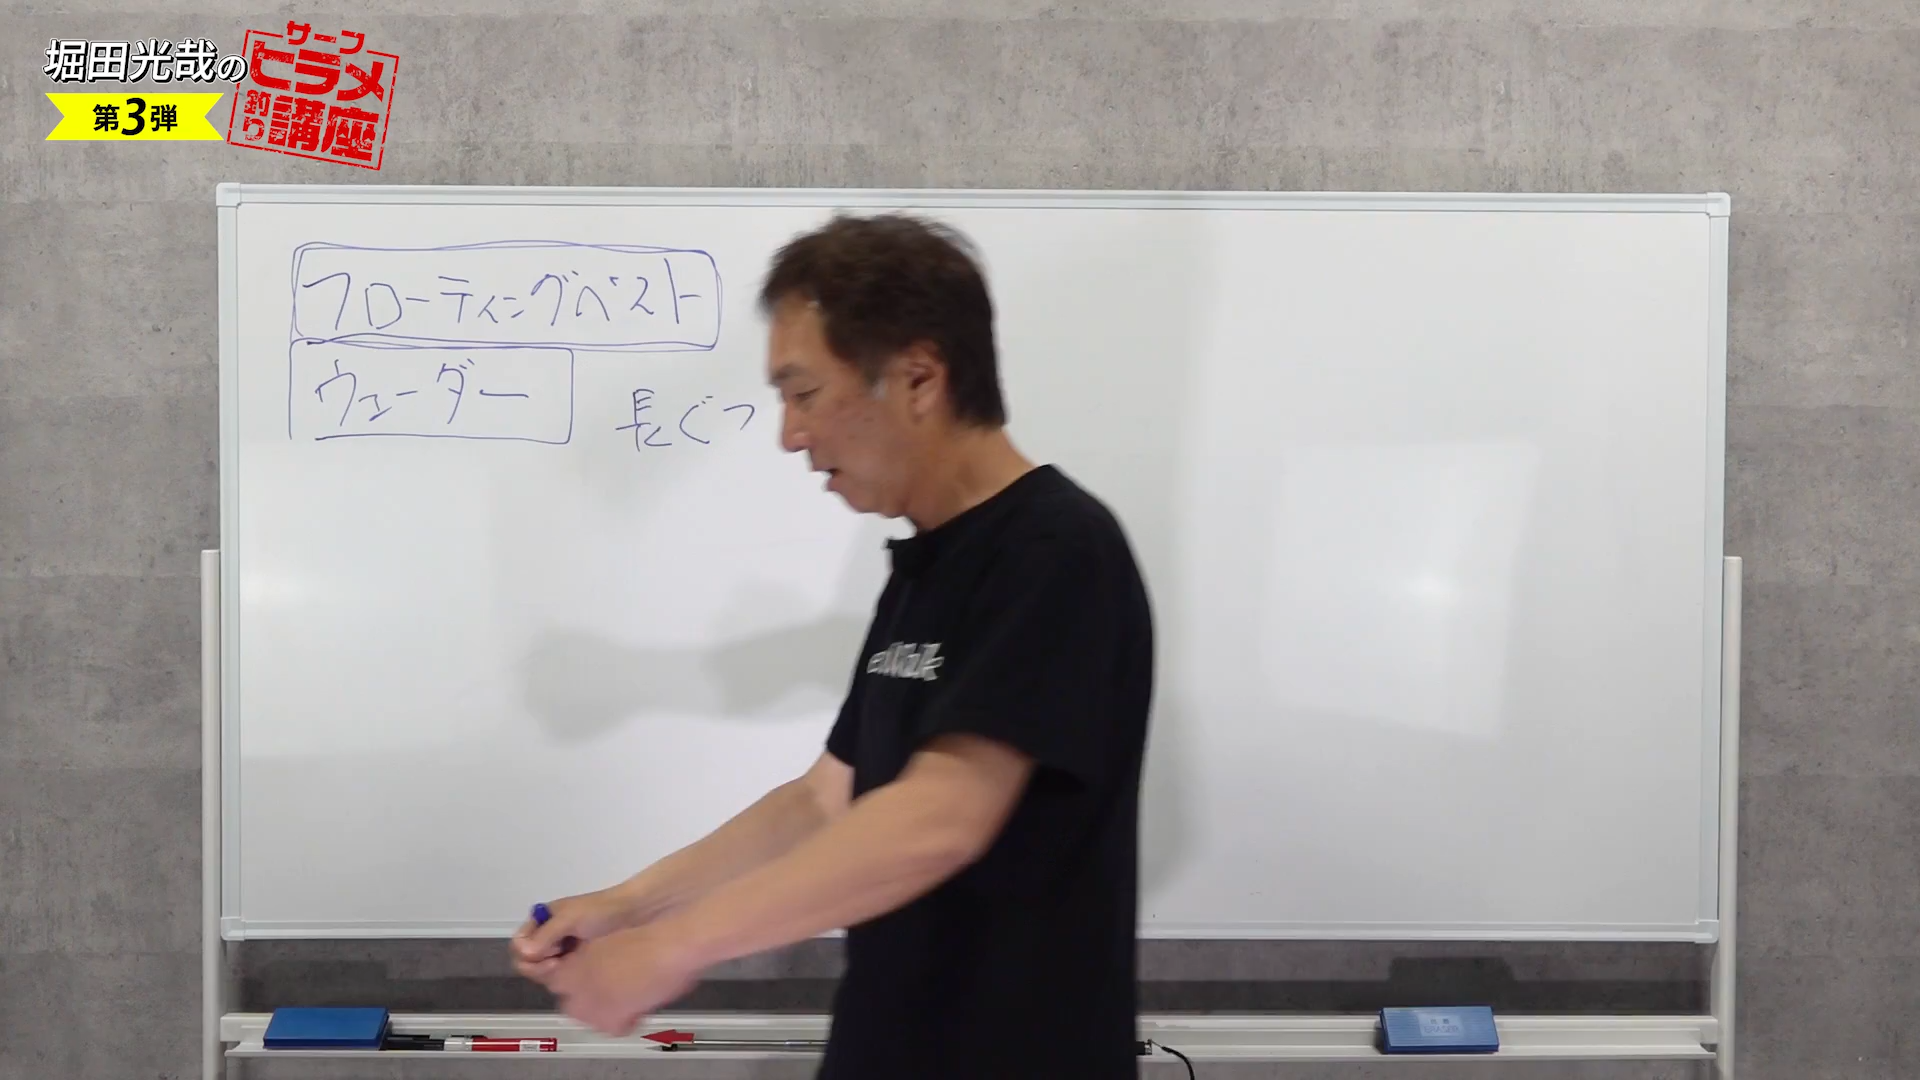 堀田光哉の
サーフ
ヒラメ
釣り講座
第3弾
フローティングベスト
ウェーダー
長ぐつ